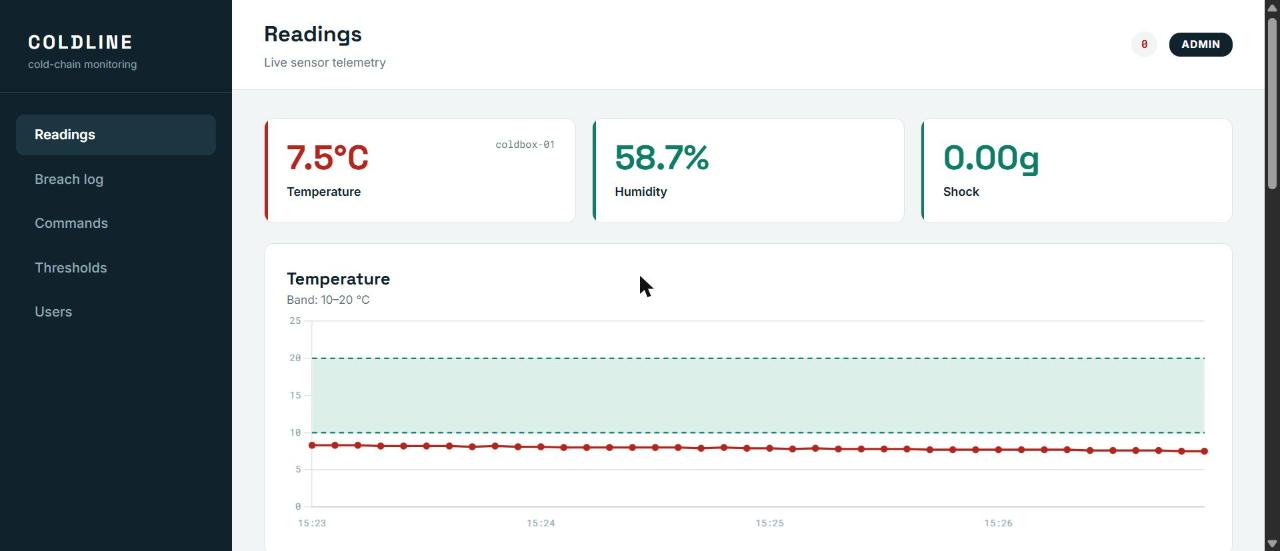 COLDLINE
cold-chain monitoring
Readings
Breach log
Commands
Thresholds
Users
Readings
Live sensor telemetry
0
ADMIN
7.5°C
coldbox-01
Temperature
58.7%
Humidity
0.00g
Shock
Temperature
Band: 10–20 °C
25
20
15
10
5
0
15:23 15:24 15:25 15:26